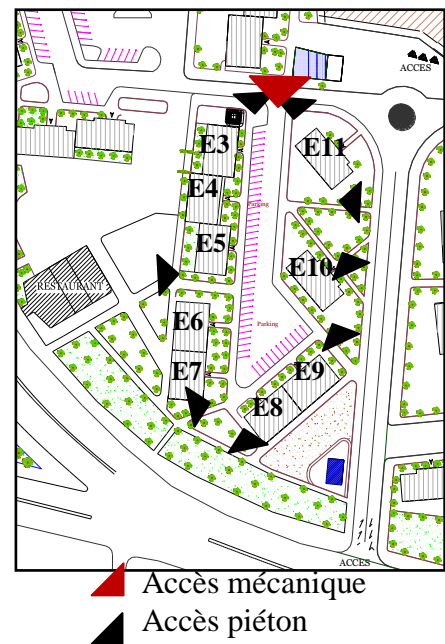 ACCES
E3
E11
E4
Parking
E5
E10
RESTAURANT
E6
Parking
E7
E9
E8
ACCES
Accès mécanique
Accès piéton